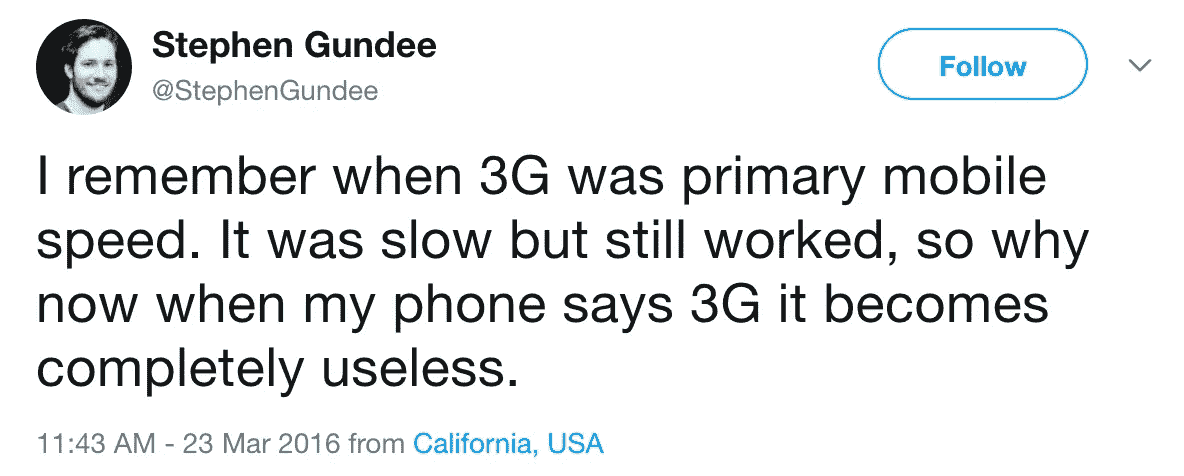 Stephen Gundee
@StephenGundee
Follow
I remember when 3G was primary mobile
speed. It was slow but still worked, so why
now when my phone says 3G it becomes
completely useless.
11:43 AM - 23 Mar 2016 from California, USA